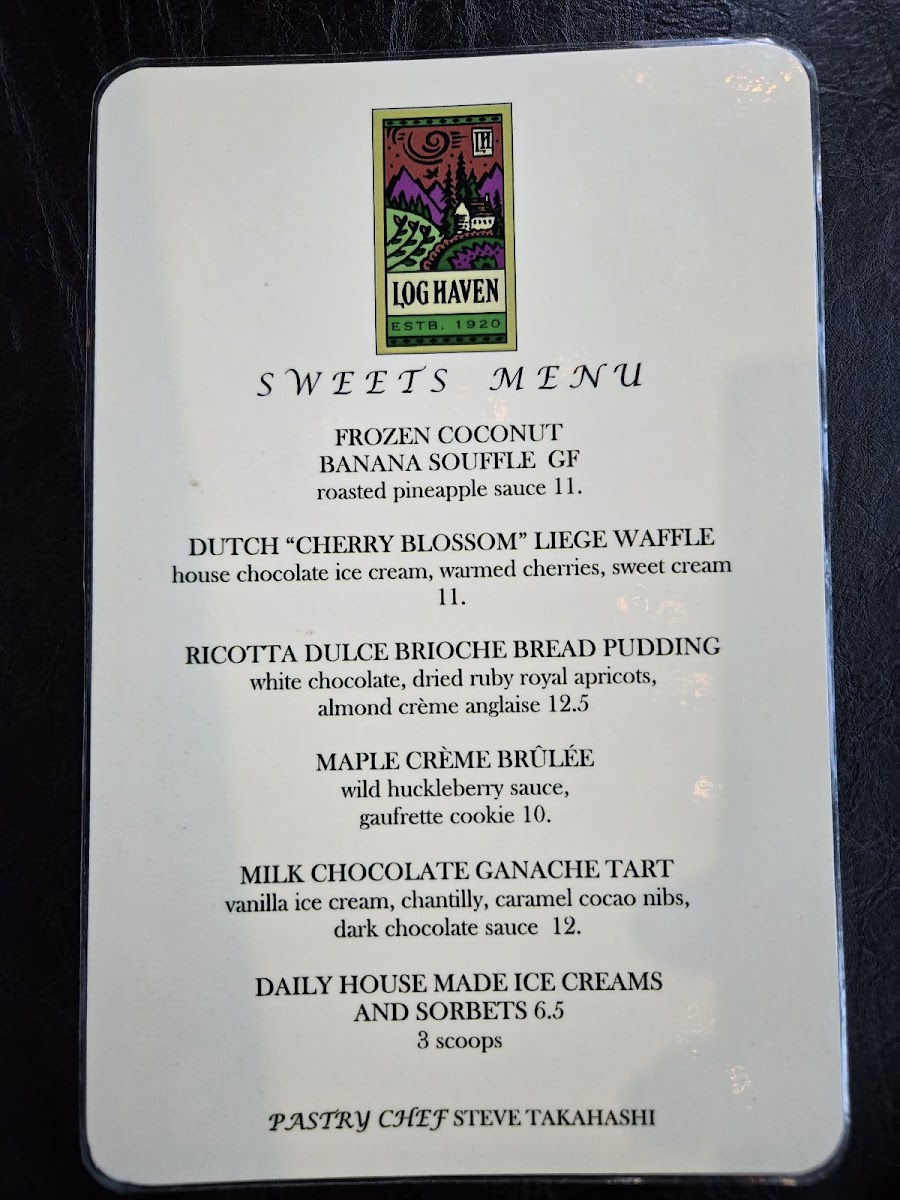 LH
LOG HAVEN
ESTB. 1920
SWEETS MENU
FROZEN COCONUT
BANANA SOUFFLE GF
roasted pineapple sauce 11.
DUTCH “CHERRY BLOSSOM” LIEGE WAFFLE
house chocolate ice cream, warmed cherries, sweet cream
11.
RICOTTA DULCE BRIOCHE BREAD PUDDING
white chocolate, dried ruby royal apricots,
almond crème anglaise 12.5
MAPLE CRÈME BRÛLÉE
wild huckleberry sauce,
gaufrette cookie 10.
MILK CHOCOLATE GANACHE TART
vanilla ice cream, chantilly, caramel cocao nibs,
dark chocolate sauce 12.
DAILY HOUSE MADE ICE CREAMS
AND SORBETS 6.5
3 scoops
PASTRY CHEF STEVE TAKAHASHI